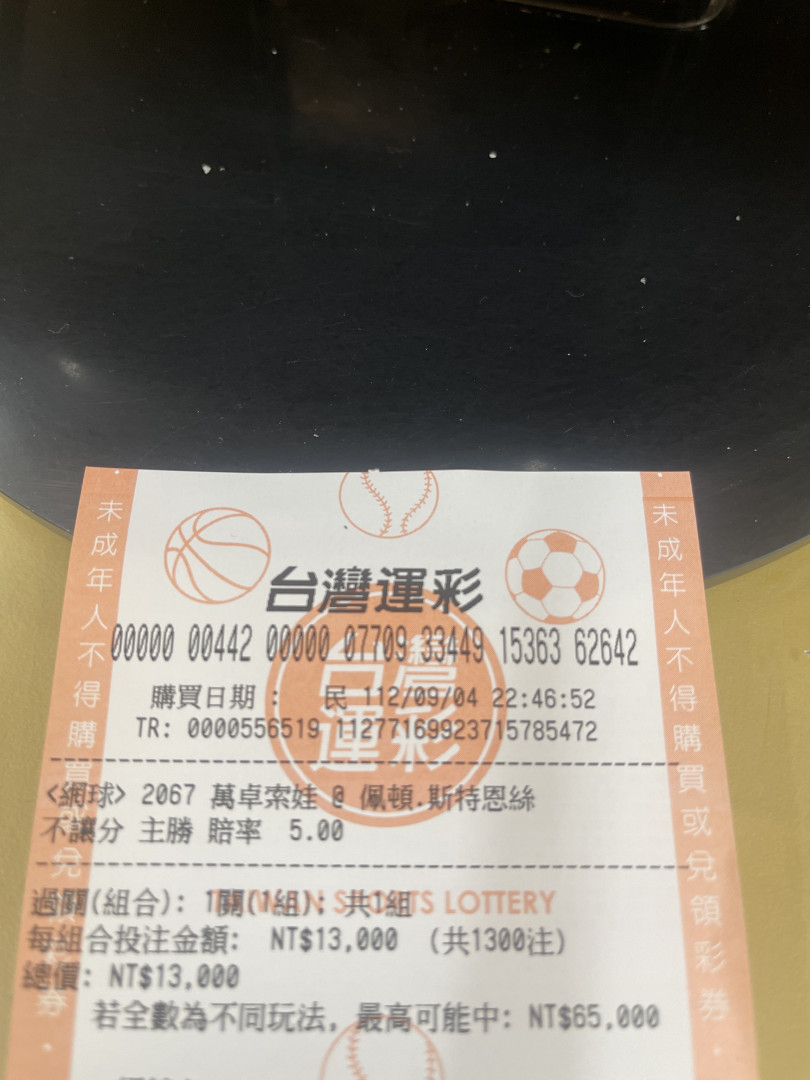 台灣運彩
00000 00442 00000 07709 33449 15363 62642
購買日期: 民 112/09/04 22:46:52
TR: 0000556519 11277169923715785472
<網球> 2067 萬卓索娃 @ 佩頓.斯特恩絲
不讓分 主勝 賠率 5.00
過關(組合): 1關(1組); 共1組
每組合投注金額: NT$13,000 (共1300注)
總價: NT$13,000
若全數為不同玩法, 最高可能中: NT$65,000
未成年人不得購買或兌領彩券
未成年人不得購買或兌領彩券
台灣運彩
TAIWAN SPORTS LOTTERY